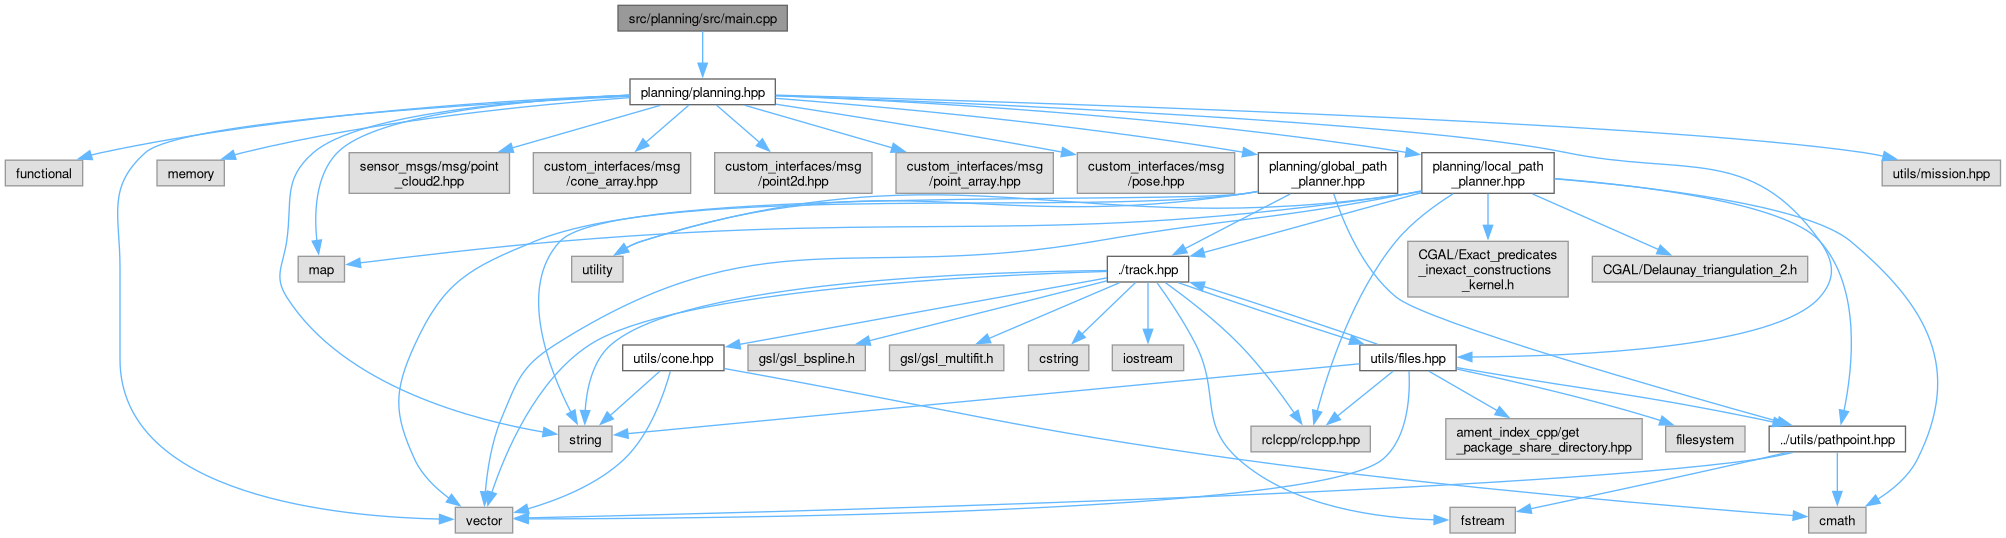 src/planning/src/main.cpp
planning/planning.hpp
functional
memory
sensor_msgs/msg/point
_cloud2.hpp
custom_interfaces/msg
/cone_array.hpp
custom_interfaces/msg
/point2d.hpp
custom_interfaces/msg
/point_array.hpp
custom_interfaces/msg
/pose.hpp
planning/global_path
_planner.hpp
planning/local_path
_planner.hpp
utils/mission.hpp
map
utility
./track.hpp
CGAL/Exact_predicates
_inexact_constructions
_kernel.h
CGAL/Delaunay_triangulation_2.h
utils/cone.hpp
gsl/gsl_bspline.h
gsl/gsl_multifit.h
cstring
iostream
utils/files.hpp
string
rclcpp/rclcpp.hpp
ament_index_cpp/get
_package_share_directory.hpp
filesystem
../utils/pathpoint.hpp
vector
fstream
cmath